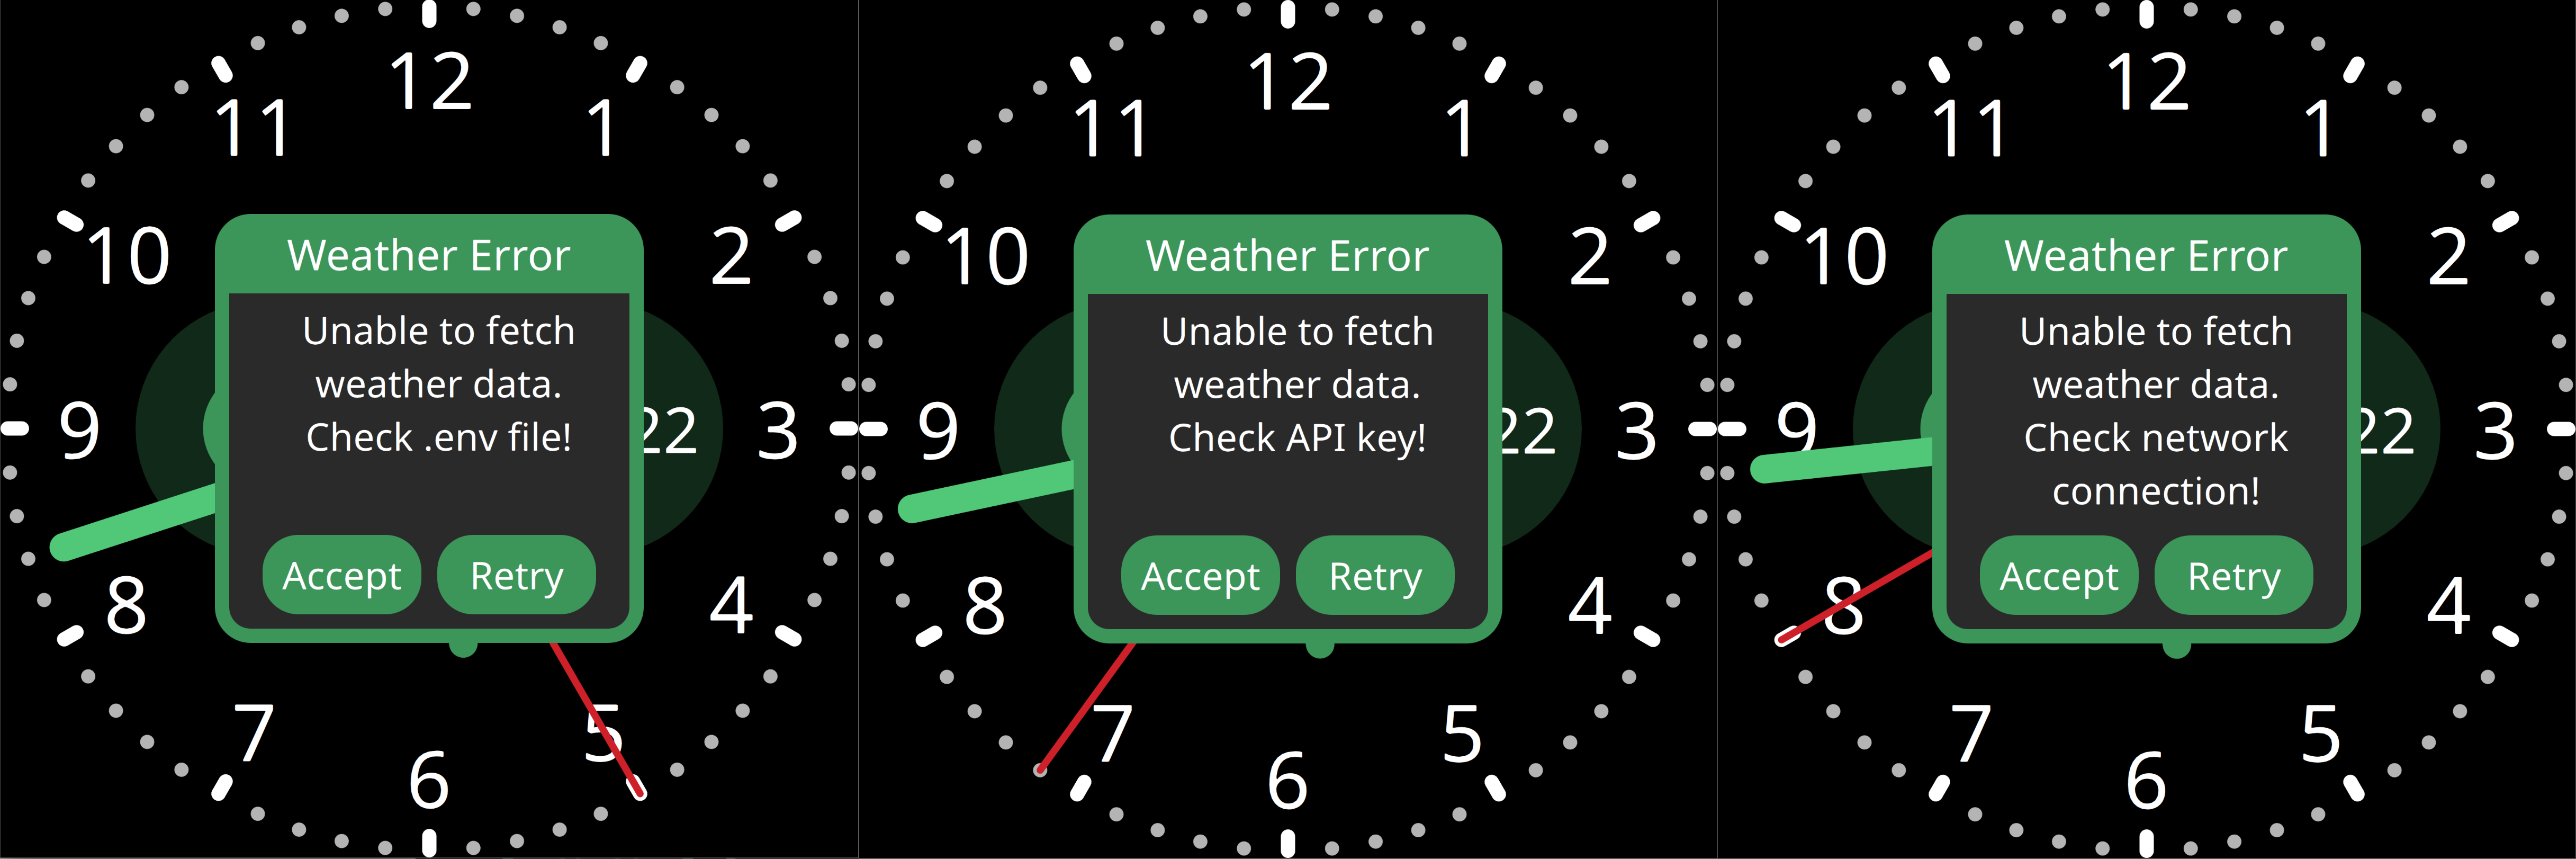 12
11
1
10
2
9
3
8
4
7
5
6
22
Weather Error
Unable to fetch
weather data.
Check .env file!
Accept Retry
12
11
1
10
2
9
3
8
4
7
5
6
22
Weather Error
Unable to fetch
weather data.
Check API key!
Accept Retry
12
11
1
10
2
9
3
8
4
7
5
6
22
Weather Error
Unable to fetch
weather data.
Check network
connection!
Accept Retry